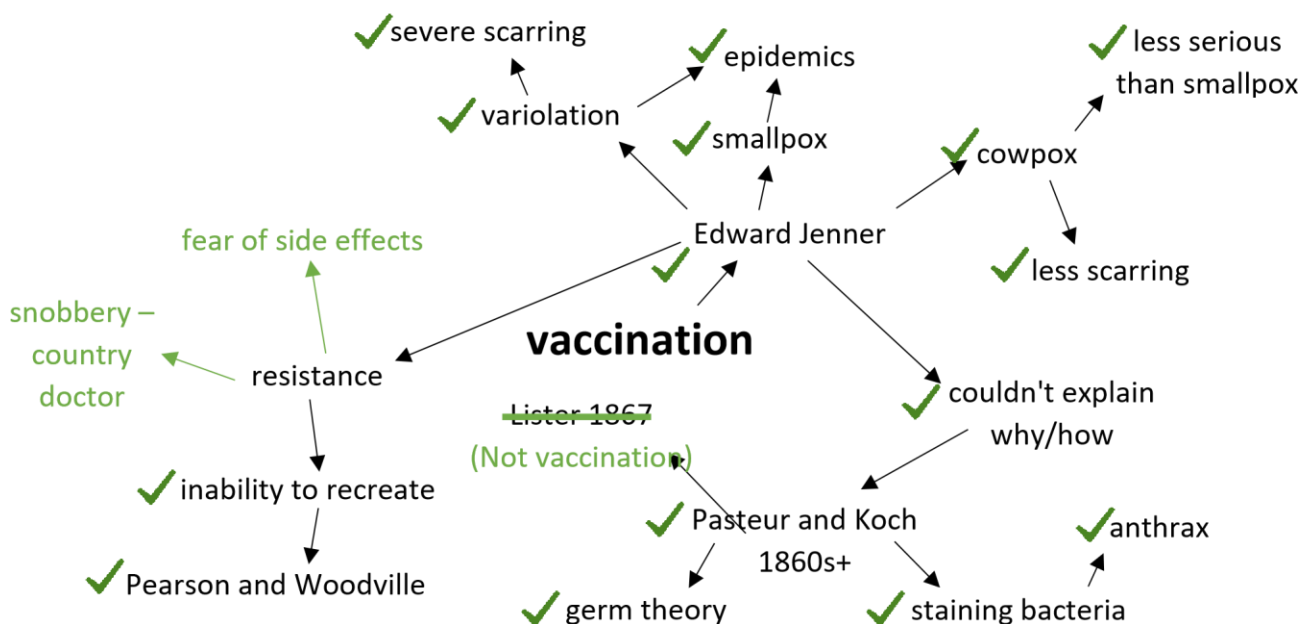 severe scarring
epidemics
less serious
than smallpox
variolation
smallpox
cowpox
Edward Jenner
fear of side effects
less scarring
snobbery –
country
doctor
vaccination
resistance
couldn't explain
why/how
Lister 1867
(Not vaccination)
inability to recreate
Pasteur and Koch
1860s+
anthrax
Pearson and Woodville
germ theory
staining bacteria